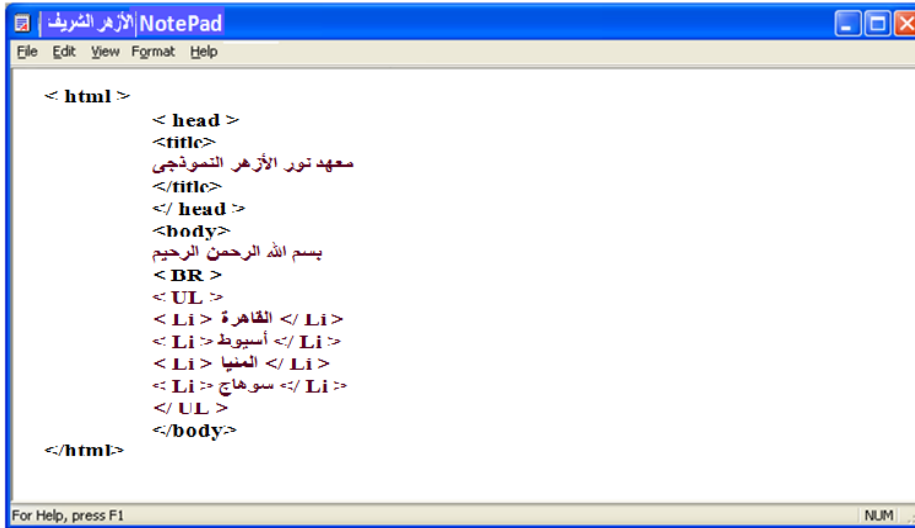 الأزهر الشريف | NotePad
File Edit View Format Help
< html >
< head >
<title>
معهد نور الأزهر النموذجى
</title>
</ head >
<body>
بسم الله الرحمن الرحيم
< BR >
< UL >
< Li > القاهرة </ Li >
< Li > أسيوط </ Li >
< Li > المنيا </ Li >
< Li > سوهاج </ Li >
</ UL >
</body>
</html>
For Help, press F1 NUM